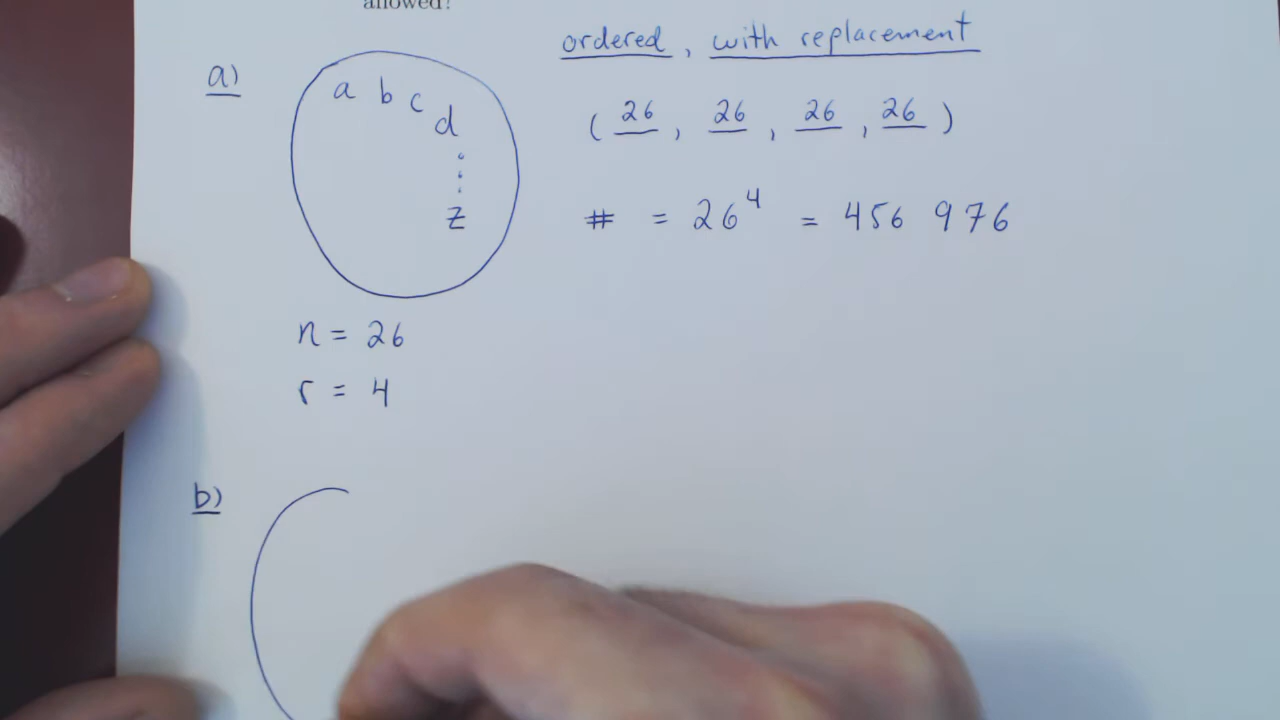 allowed?
a)
a b c
d
⋮
z
ordered, with replacement
( 26, 26, 26, 26 )
# = 26⁴ = 456 976
n = 26
r = 4
b)